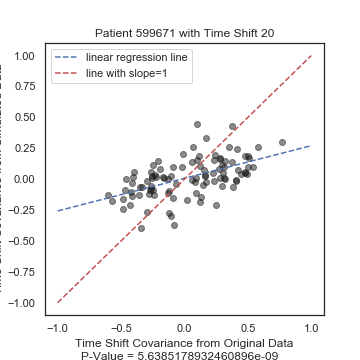 Patient 599671 with Time Shift 20
linear regression line
line with slope=1
1.00
0.75
0.50
0.25
0.00
−0.25
−0.50
−0.75
−1.00
−1.0 −0.5 0.0 0.5 1.0
Time Shift Covariance from Original Data
P-Value = 5.6385178932460896e-09